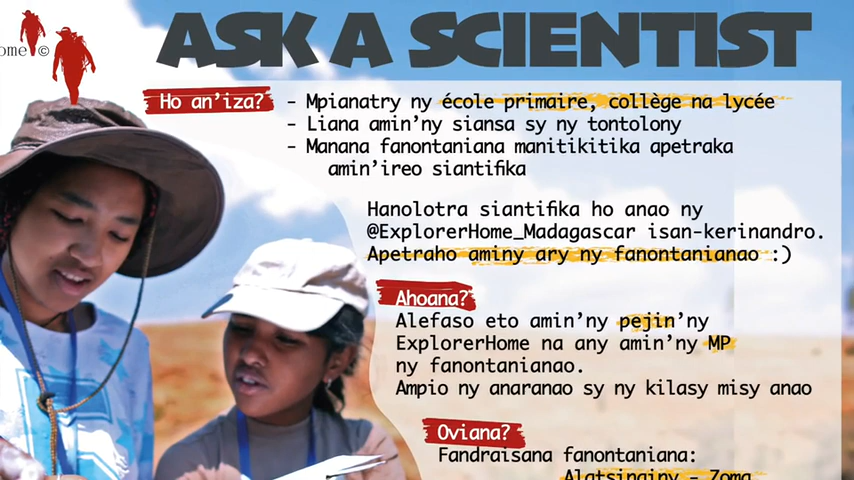 ome ©
ASK A SCIENTIST
Ho an'iza?
- Mpianatry ny école primaire, collège na lycée
- Liana amin'ny siansa sy ny tontolony
- Manana fanontaniana manitikitika apetraka
amin'ireo siantifika
Hanolotra siantifika ho anao ny
@ExplorerHome_Madagascar isan-kerinandro.
Apetraho aminy ary ny fanontanianao :)
Ahoana?
Alefaso eto amin'ny pejin'ny
ExplorerHome na any amin'ny MP
ny fanontanianao.
Ampio ny anaranao sy ny kilasy misy anao
Oviana?
Fandraisana fanontaniana:
Alatsinainy - Zoma